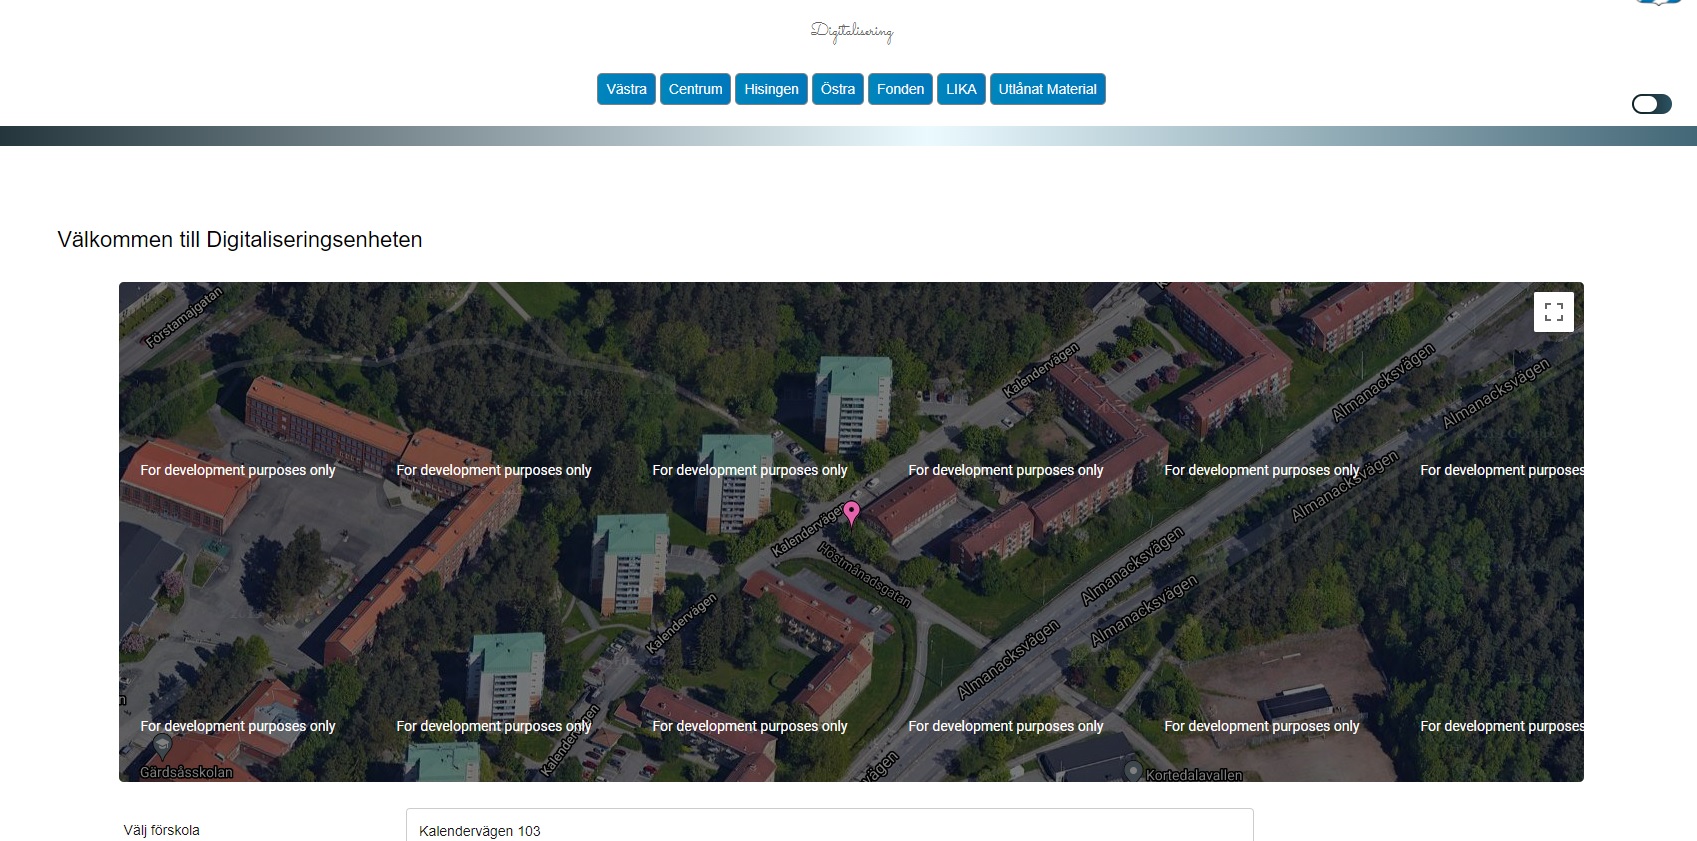 Digitalisering
Västra
Centrum
Hisingen
Östra
Fonden
LIKA
Utlånat Material
Välkommen till Digitaliseringsenheten
Förstamajgatan
Kalendervägen
Almanacksvägen
Almanacksvägen
For development purposes only
For development purposes only
For development purposes only
For development purposes only
For development purposes only
For development purposes
Almanacksvägen
Kalendervägen
Höstmånadsgatan
Almanacksvägen
Almanacksvägen
Kalendervägen
Almanacksvägen
For development purposes only
For development purposes only
For development purposes only
For development purposes only
For development purposes only
For development purposes
Kalendervägen
vägen
Gärdsåsskolan
Kortedalavallen
Välj förskola
Kalendervägen 103